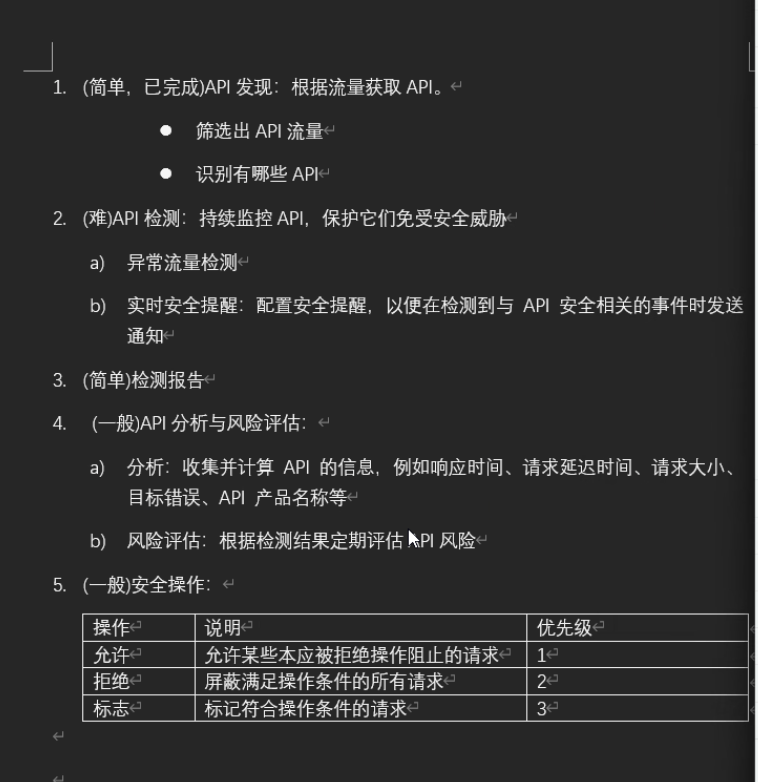 1. (简单，已完成)API 发现：根据流量获取 API。
● 筛选出 API 流量
● 识别有哪些 API
2. (难)API 检测：持续监控 API，保护它们免受安全威胁
a) 异常流量检测
b) 实时安全提醒：配置安全提醒，以便在检测到与 API 安全相关的事件时发送
通知
3. (简单)检测报告
4. (一般)API 分析与风险评估：
a) 分析：收集并计算 API 的信息，例如响应时间、请求延迟时间、请求大小、
目标错误、API 产品名称等
b) 风险评估：根据检测结果定期评估 API 风险
5. (一般)安全操作：
操作 说明 优先级
允许 允许某些本应被拒绝操作阻止的请求 1
拒绝 屏蔽满足操作条件的所有请求 2
标志 标记符合操作条件的请求 3